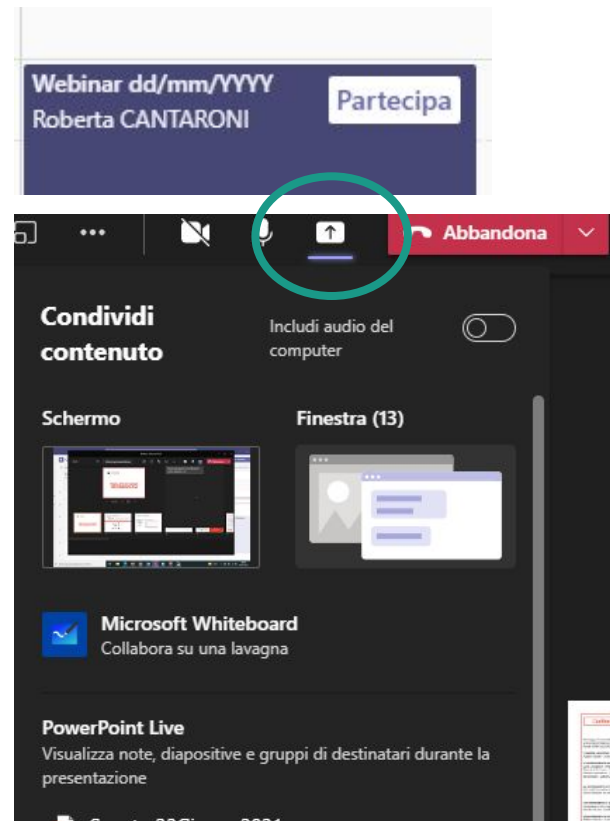 Webinar dd/mm/YYYY
Roberta CANTARONI
Partecipa
Abbandona
Condividi
contenuto
Includi audio del
computer
Schermo
Finestra (13)
Microsoft Whiteboard
Collabora su una lavagna
PowerPoint Live
Visualizza note, diapositive e gruppi di destinatari durante la
presentazione